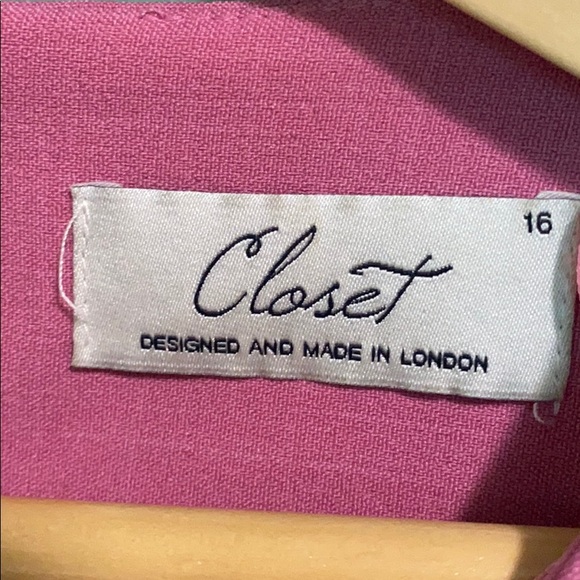 16
Closet
DESIGNED AND MADE IN LONDON